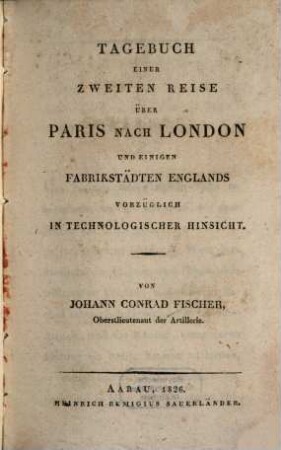 TAGEBUCH
EINER
ZWEITEN REISE
ÜBER
PARIS NACH LONDON
UND EINIGEN
FABRIKSTÄDTEN ENGLANDS
VORZÜGLICH
IN TECHNOLOGISCHER HINSICHT.
VON
JOHANN CONRAD FISCHER,
Oberstlieutenant der Artillerie.
AARAU, 1826.
HEINRICH REMIGIUS SAUERLÄNDER.